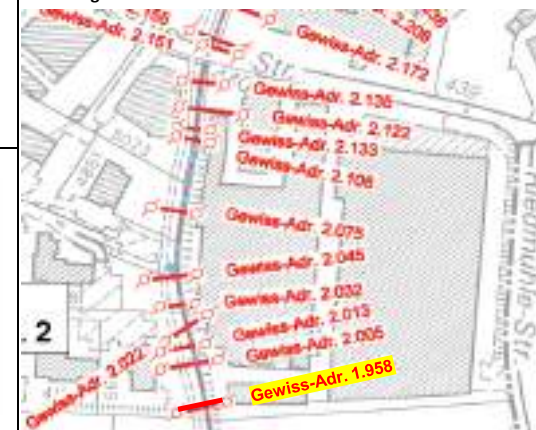 2.151
2.208
Gewiss-Adr. 2.172
Str.
Gewiss-Adr. 2.136
Gewiss-Adr. 2.122
Gewiss-Adr. 2.133
Gewiss-Adr. 2.106
Gewiss-Adr. 2.075
Gewiss-Adr. 2.045
Gewiss-Adr. 2.032
Gewiss-Adr. 2.013
Gewiss-Adr. 2.005
2
Gewiss-Adr. 2.022
Gewiss-Adr. 1.958